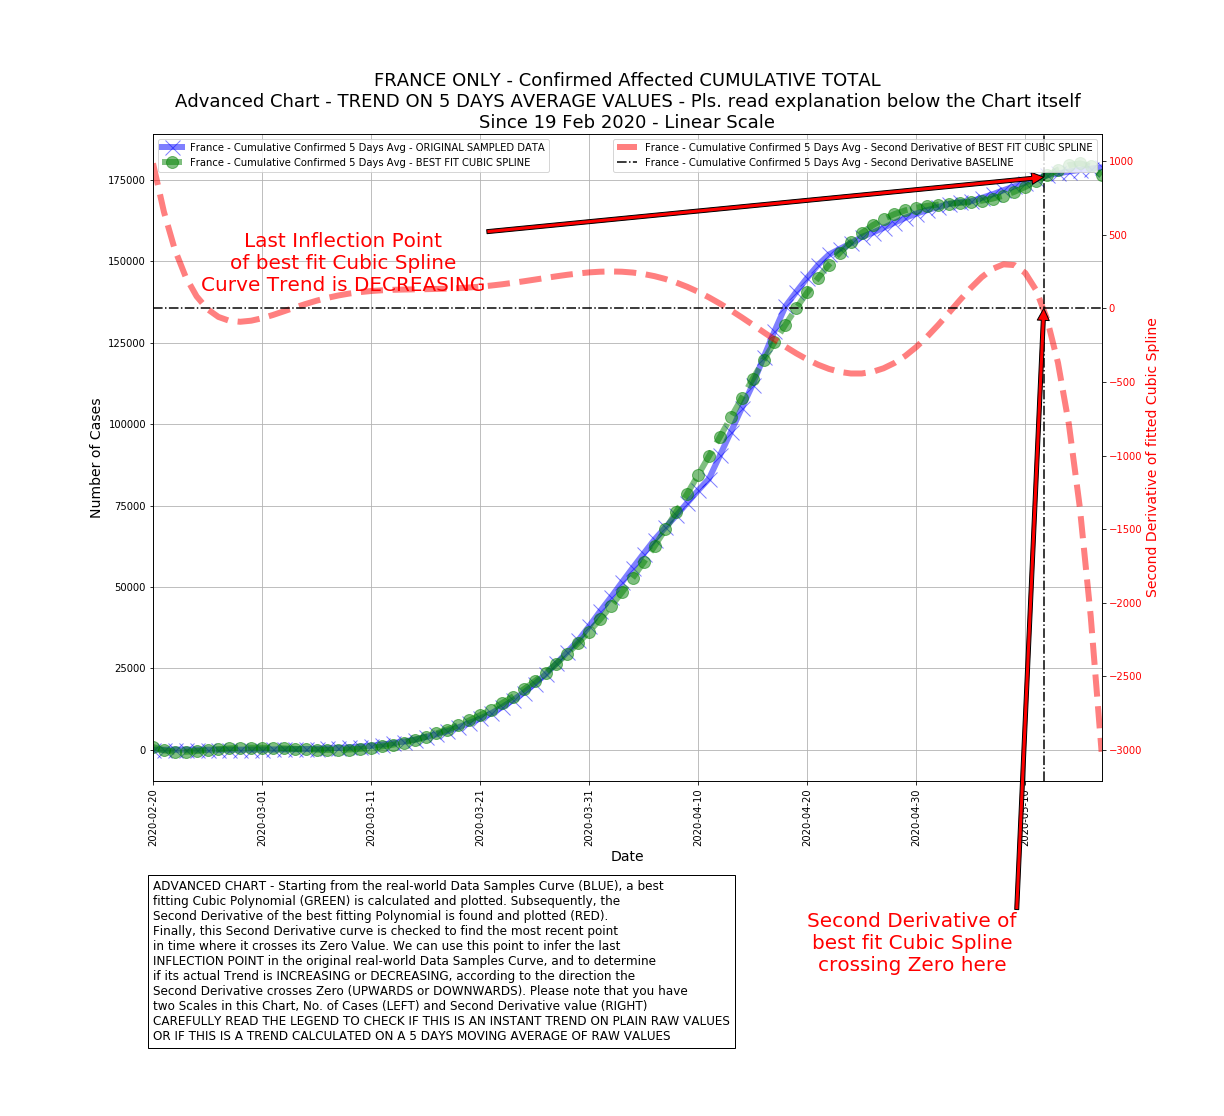 FRANCE ONLY - Confirmed Affected CUMULATIVE TOTAL
Advanced Chart - TREND ON 5 DAYS AVERAGE VALUES - Pls. read explanation below the Chart itself
Since 19 Feb 2020 - Linear Scale
France - Cumulative Confirmed 5 Days Avg - ORIGINAL SAMPLED DATA
France - Cumulative Confirmed 5 Days Avg - BEST FIT CUBIC SPLINE
France - Cumulative Confirmed 5 Days Avg - Second Derivative of BEST FIT CUBIC SPLINE
France - Cumulative Confirmed 5 Days Avg - Second Derivative BASELINE
Last Inflection Point
of best fit Cubic Spline
Curve Trend is DECREASING
Number of Cases
175000
150000
125000
100000
75000
50000
25000
0
1000
500
0
−500
−1000
−1500
−2000
−2500
−3000
Second Derivative of fitted Cubic Spline
2020-02-20
2020-03-01
2020-03-11
2020-03-21
2020-03-31
2020-04-10
2020-04-20
2020-04-30
2020-05-10
Date
ADVANCED CHART - Starting from the real-world Data Samples Curve (BLUE), a best
fitting Cubic Polynomial (GREEN) is calculated and plotted. Subsequently, the
Second Derivative of the best fitting Polynomial is found and plotted (RED).
Finally, this Second Derivative curve is checked to find the most recent point
in time where it crosses its Zero Value. We can use this point to infer the last
INFLECTION POINT in the original real-world Data Samples Curve, and to determine
if its actual Trend is INCREASING or DECREASING, according to the direction the
Second Derivative crosses Zero (UPWARDS or DOWNWARDS). Please note that you have
two Scales in this Chart, No. of Cases (LEFT) and Second Derivative value (RIGHT)
CAREFULLY READ THE LEGEND TO CHECK IF THIS IS AN INSTANT TREND ON PLAIN RAW VALUES
OR IF THIS IS A TREND CALCULATED ON A 5 DAYS MOVING AVERAGE OF RAW VALUES
Second Derivative of
best fit Cubic Spline
crossing Zero here